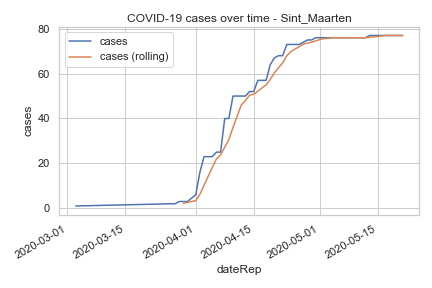 COVID-19 cases over time - Sint_Maarten
80
60
40
20
0
cases
cases
cases (rolling)
2020-03-01
2020-03-15
2020-04-01
2020-04-15
2020-05-01
2020-05-15
dateRep